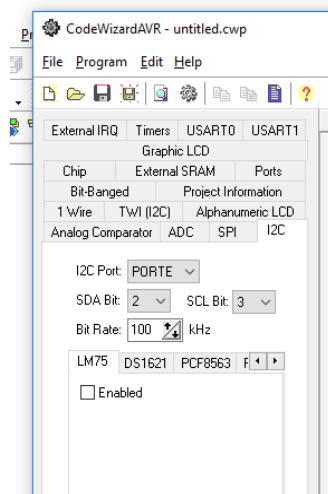 CodeWizardAVR - untitled.cwp
File Program Edit Help
External IRQ Timers USART0 USART1
Graphic LCD
Chip External SRAM Ports
Bit-Banged Project Information
1 Wire TWI (I2C) Alphanumeric LCD
Analog Comparator ADC SPI I2C
I2C Port: PORTE
SDA Bit: 2 SCL Bit: 3
Bit Rate: 100 kHz
LM75 DS1621 PCF8563
Enabled